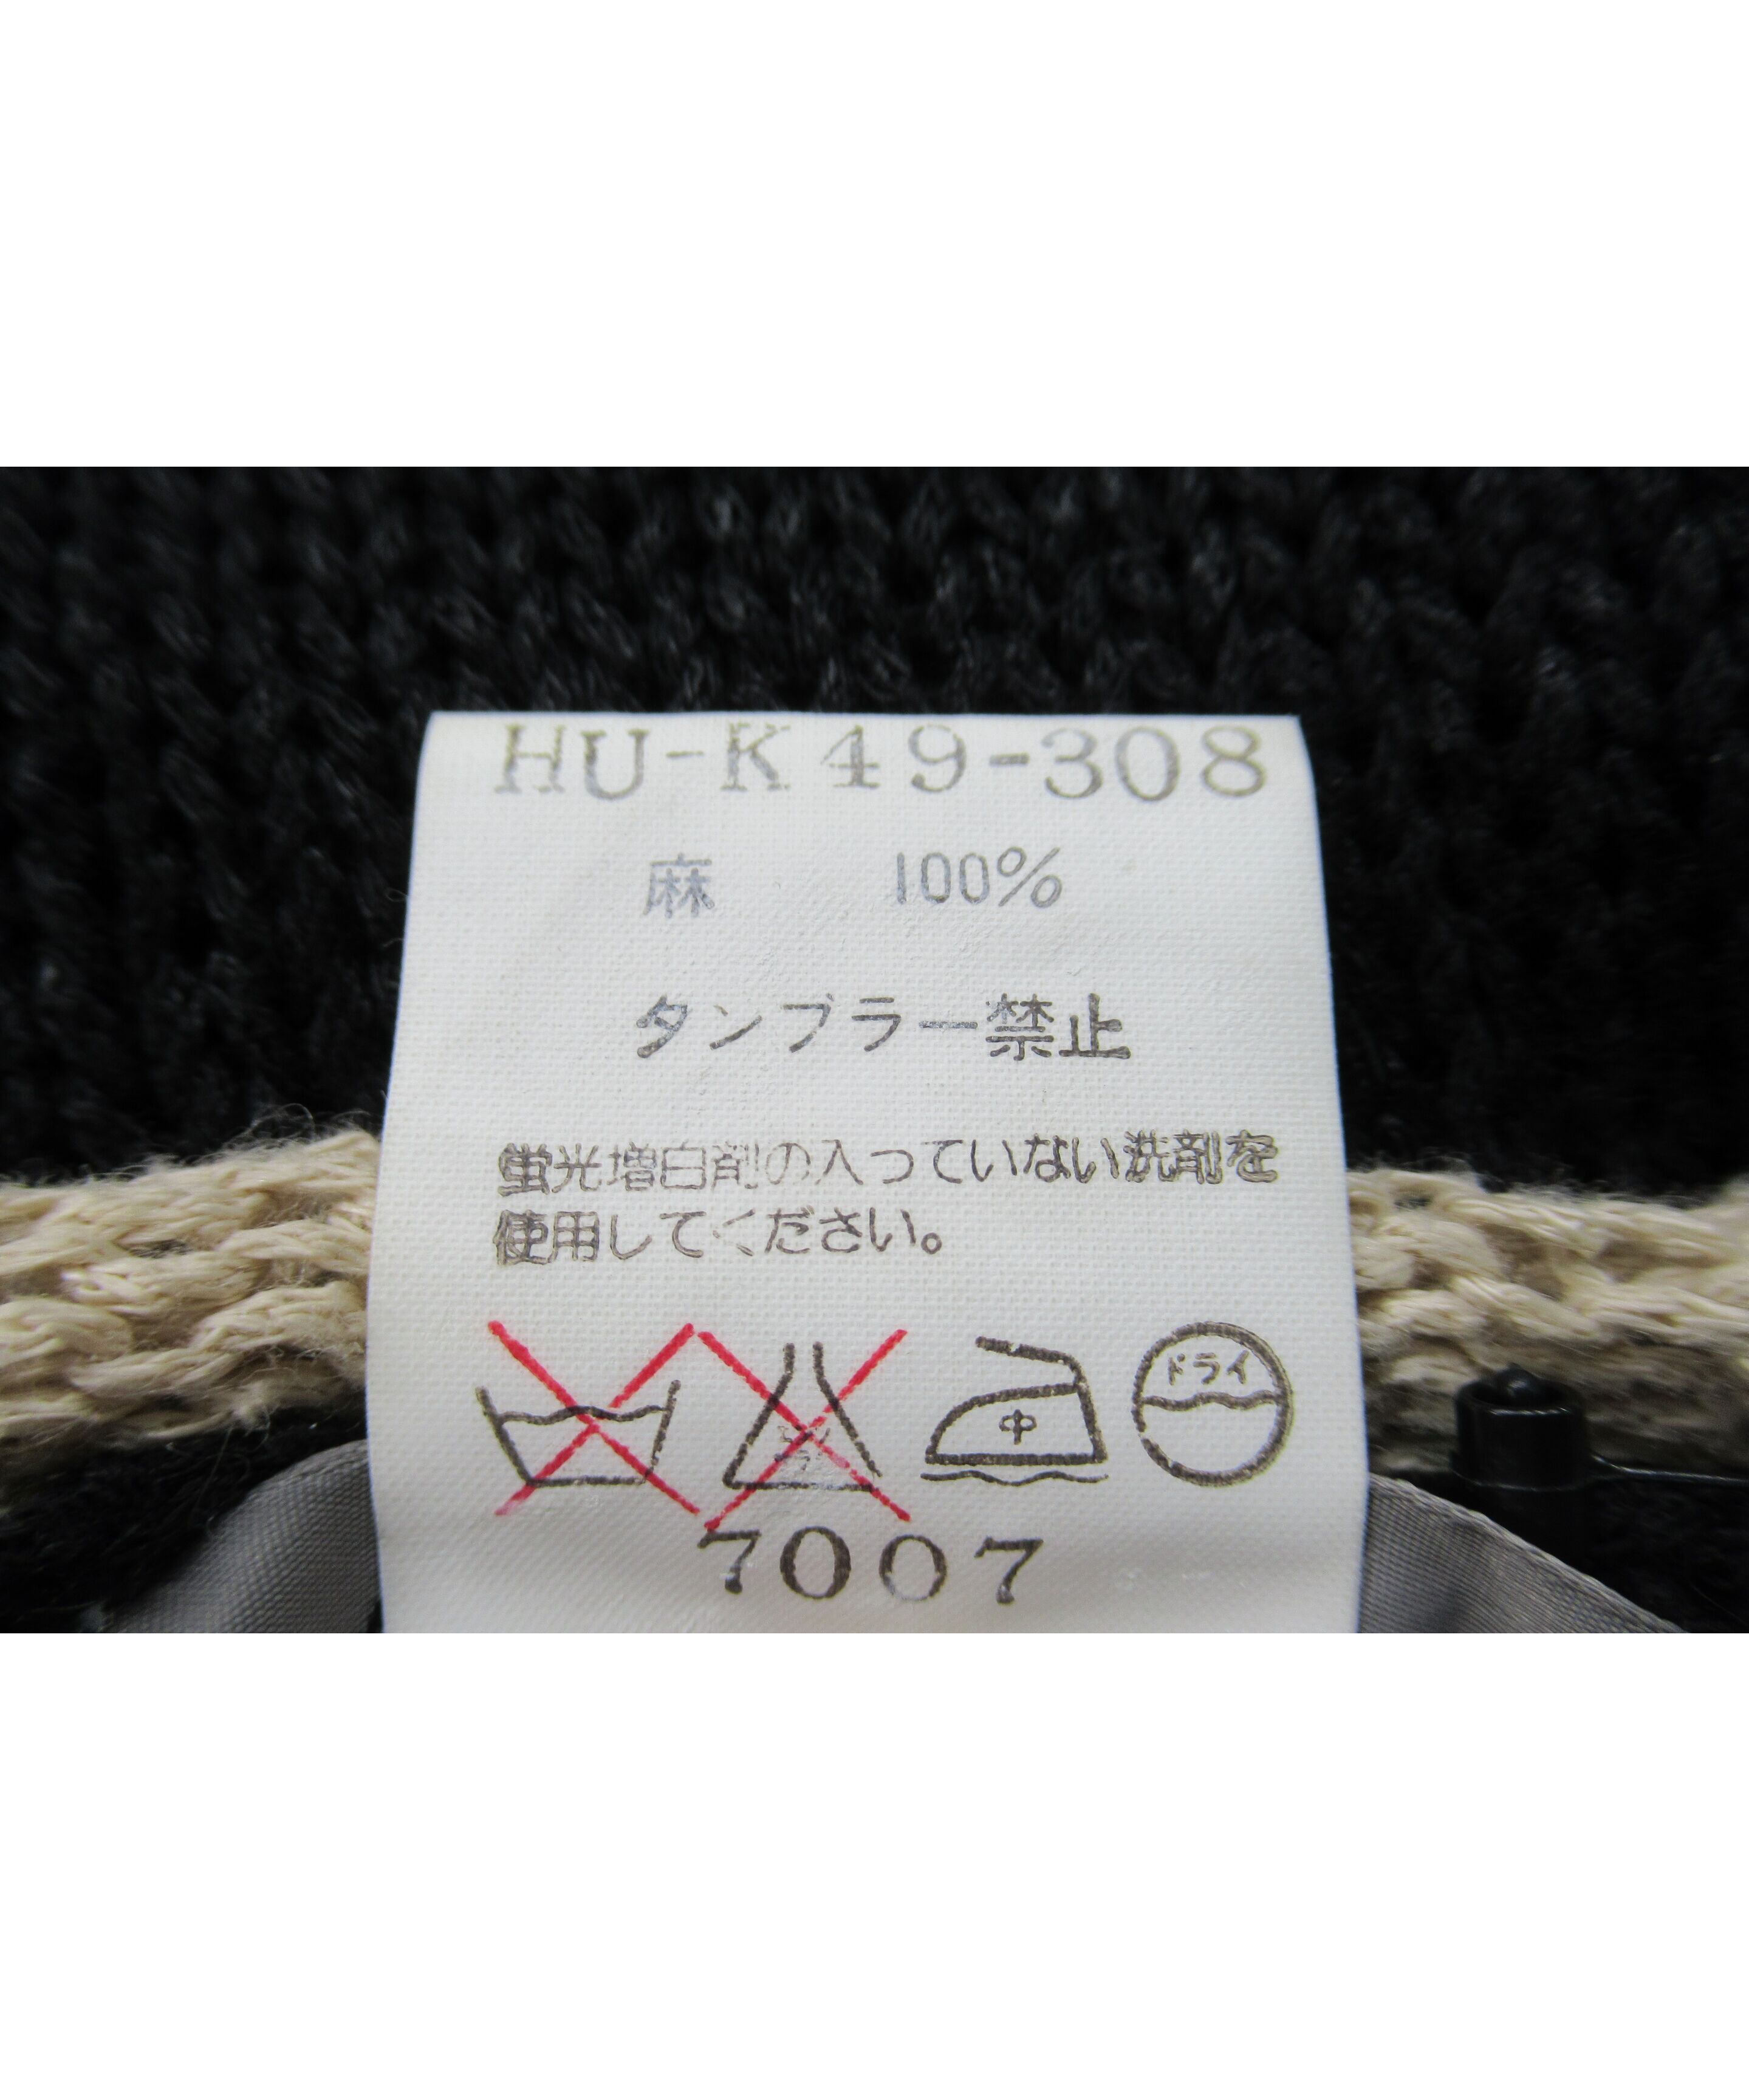 HU-K49-308
麻 100%
タンブラー禁止
蛍光増白剤の入っていない洗剤を
使用してください。
中 ドライ
7007